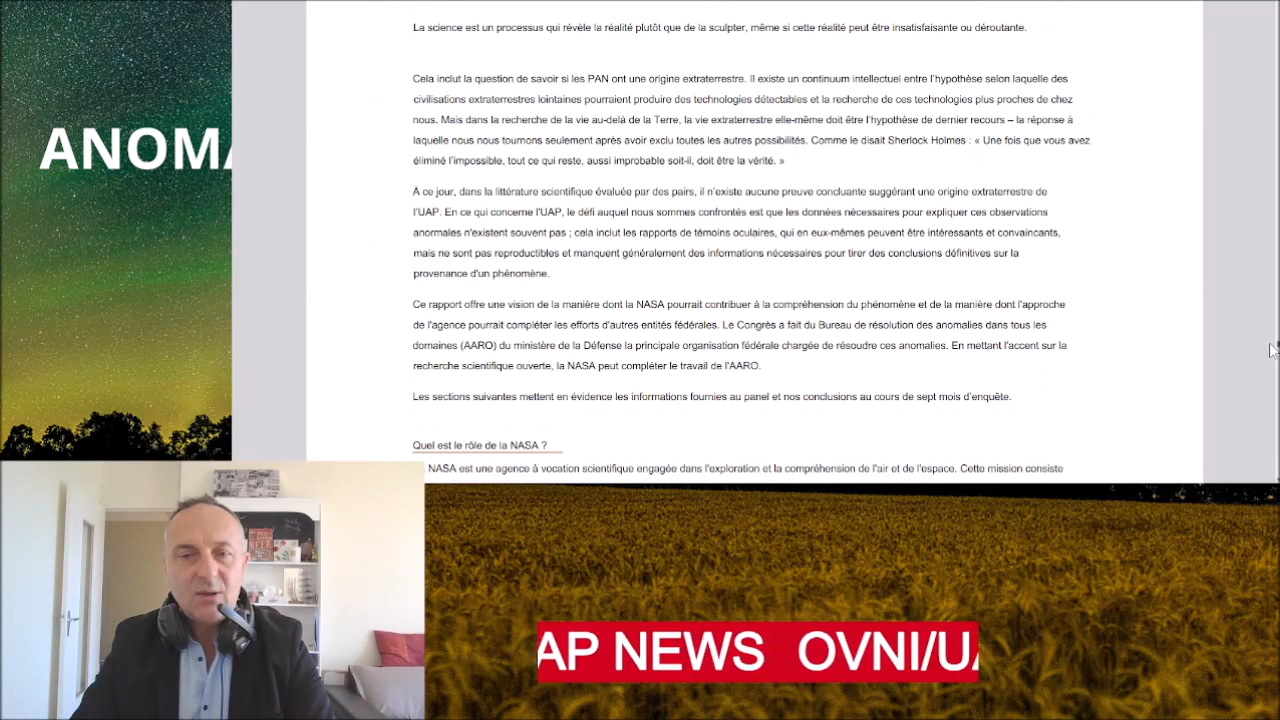 La science est un processus qui révèle la réalité plutôt que de la sculpter, même si cette réalité peut être insatisfaisante ou déroutante.
Cela inclut la question de savoir si les PAN ont une origine extraterrestre. Il existe un continuum intellectuel entre l'hypothèse selon laquelle des
civilisations extraterrestres lointaines pourraient produire des technologies détectables et la recherche de ces technologies plus proches de chez
nous. Mais dans la recherche de la vie au-delà de la Terre, la vie extraterrestre elle-même doit être l'hypothèse de dernier recours – la réponse à
laquelle nous nous tournons seulement après avoir exclu toutes les autres possibilités. Comme le disait Sherlock Holmes : « Une fois que vous avez
éliminé l'impossible, tout ce qui reste, aussi improbable soit-il, doit être la vérité. »
À ce jour, dans la littérature scientifique évaluée par des pairs, il n'existe aucune preuve concluante suggérant une origine extraterrestre de
l'UAP. En ce qui concerne l'UAP, le défi auquel nous sommes confrontés est que les données nécessaires pour expliquer ces observations
anormales n'existent souvent pas ; cela inclut les rapports de témoins oculaires, qui en eux-mêmes peuvent être intéressants et convaincants,
mais ne sont pas reproductibles et manquent généralement des informations nécessaires pour tirer des conclusions définitives sur la
provenance d'un phénomène.
Ce rapport offre une vision de la manière dont la NASA pourrait contribuer à la compréhension du phénomène et de la manière dont l'approche
de l'agence pourrait compléter les efforts d'autres entités fédérales. Le Congrès a fait du Bureau de résolution des anomalies dans tous les
domaines (AARO) du ministère de la Défense la principale organisation fédérale chargée de résoudre ces anomalies. En mettant l'accent sur la
recherche scientifique ouverte, la NASA peut compléter le travail de l'AARO.
Les sections suivantes mettent en évidence les informations fournies au panel et nos conclusions au cours de sept mois d'enquête.
Quel est le rôle de la NASA ?
NASA est une agence à vocation scientifique engagée dans l'exploration et la compréhension de l'air et de l'espace. Cette mission consiste
ANOMA
AP NEWS OVNI/UA